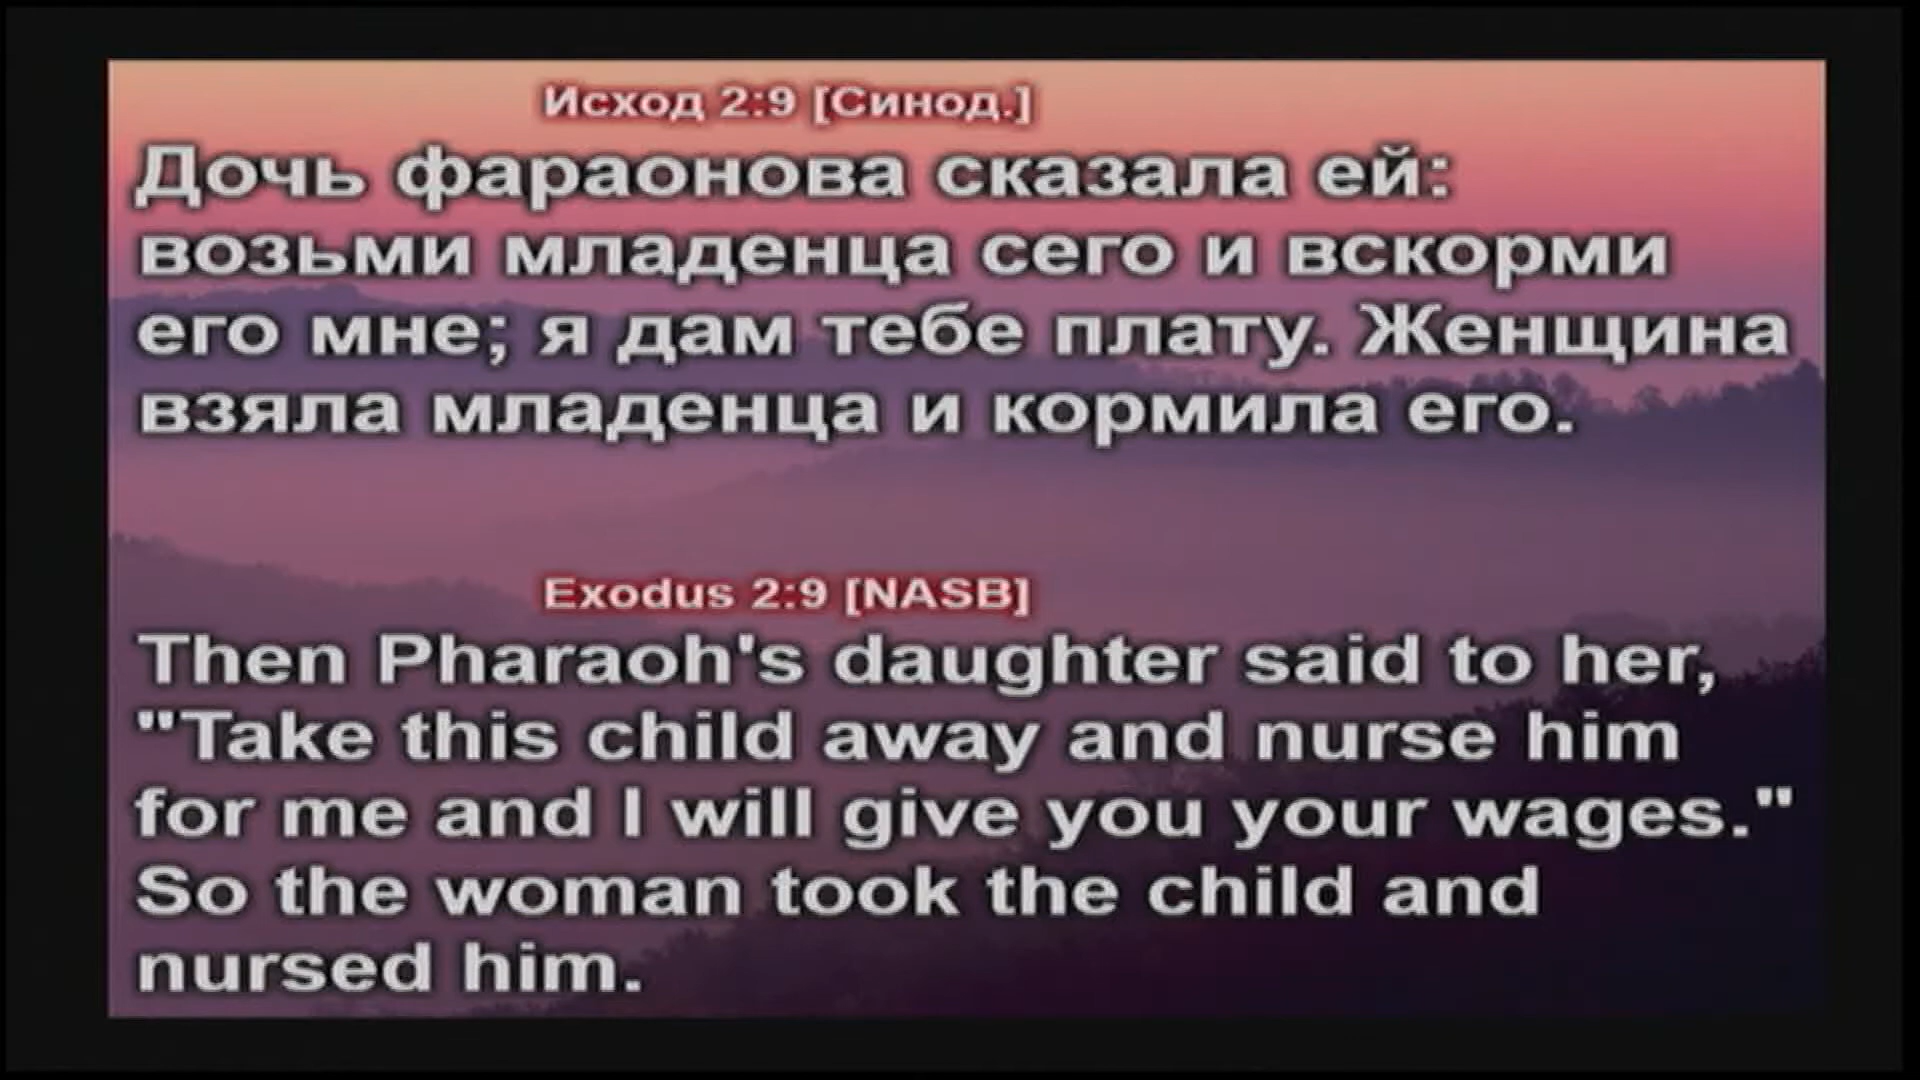 Исход 2:9 [Синод.]
Дочь фараонова сказала ей:
возьми младенца сего и вскорми
его мне; я дам тебе плату. Женщина
взяла младенца и кормила его.
Exodus 2:9 [NASB]
Then Pharaoh's daughter said to her,
"Take this child away and nurse him
for me and I will give you your wages."
So the woman took the child and
nursed him.